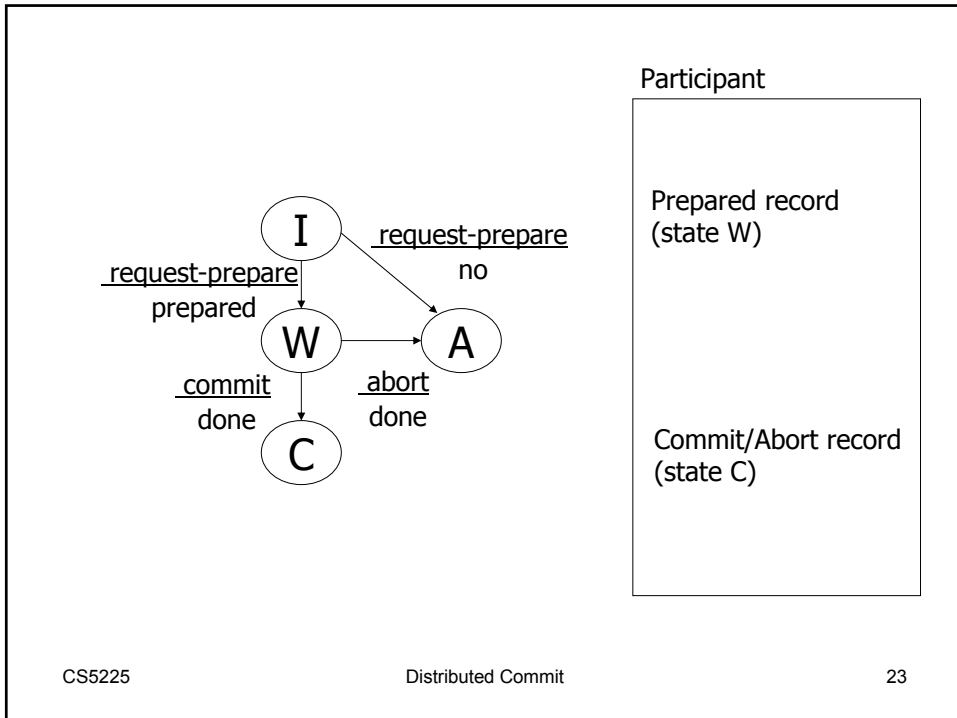 Participant
I
request-prepare
no
request-prepare
prepared
W
A
commit
done
abort
done
C
Prepared record
(state W)
Commit/Abort record
(state C)
CS5225
Distributed Commit
23